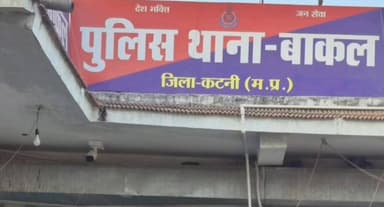 देश भक्ति जन सेवा
पुलिस थाना-बाकल
जिला-कटनी (म.प्र.)